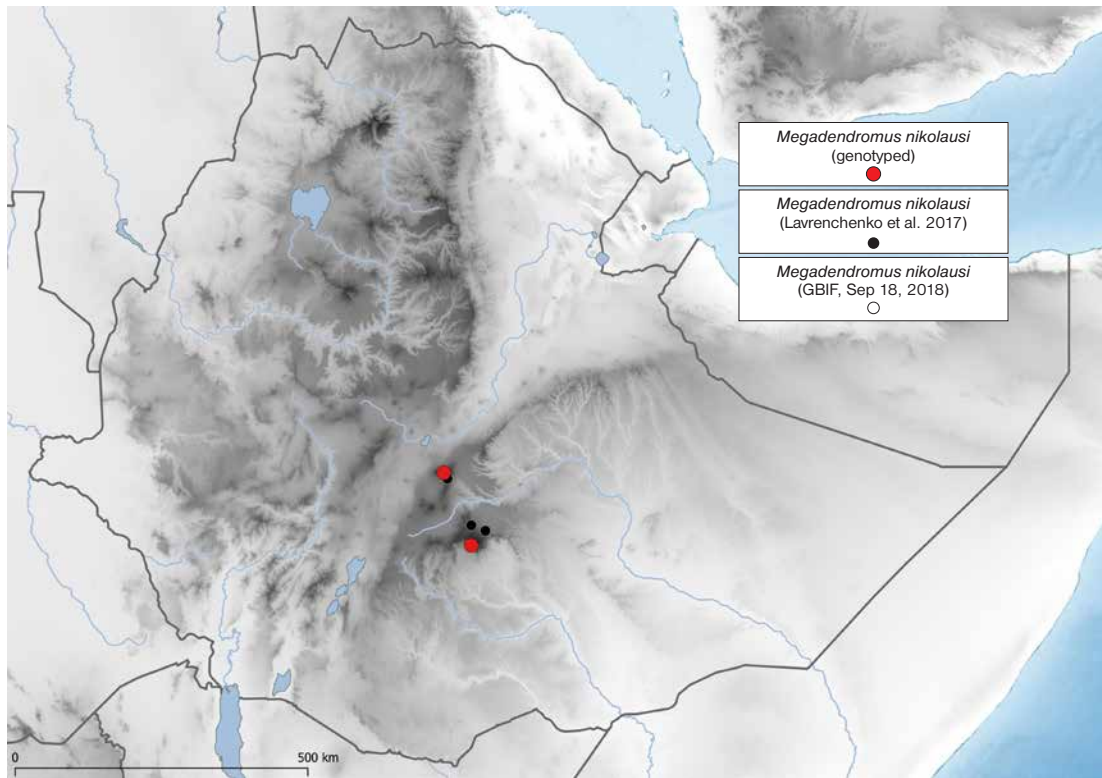 Megadendromus nikolausi
(genotyped)
Megadendromus nikolausi
(Lavrenchenko et al. 2017)
Megadendromus nikolausi
(GBIF, Sep 18, 2018)
0 500 km